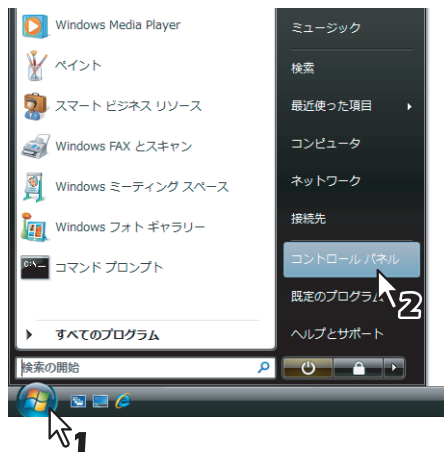 Windows Media Player
ペイント
スマート ビジネス リソース
Windows FAX とスキャン
Windows ミーティング スペース
Windows フォト ギャラリー
C:\_
コマンド プロンプト
すべてのプログラム
検索の開始
ミュージック
検索
最近使った項目
コンピュータ
ネットワーク
接続先
コントロール パネル
既定のプログラム
2
ヘルプとサポート
1